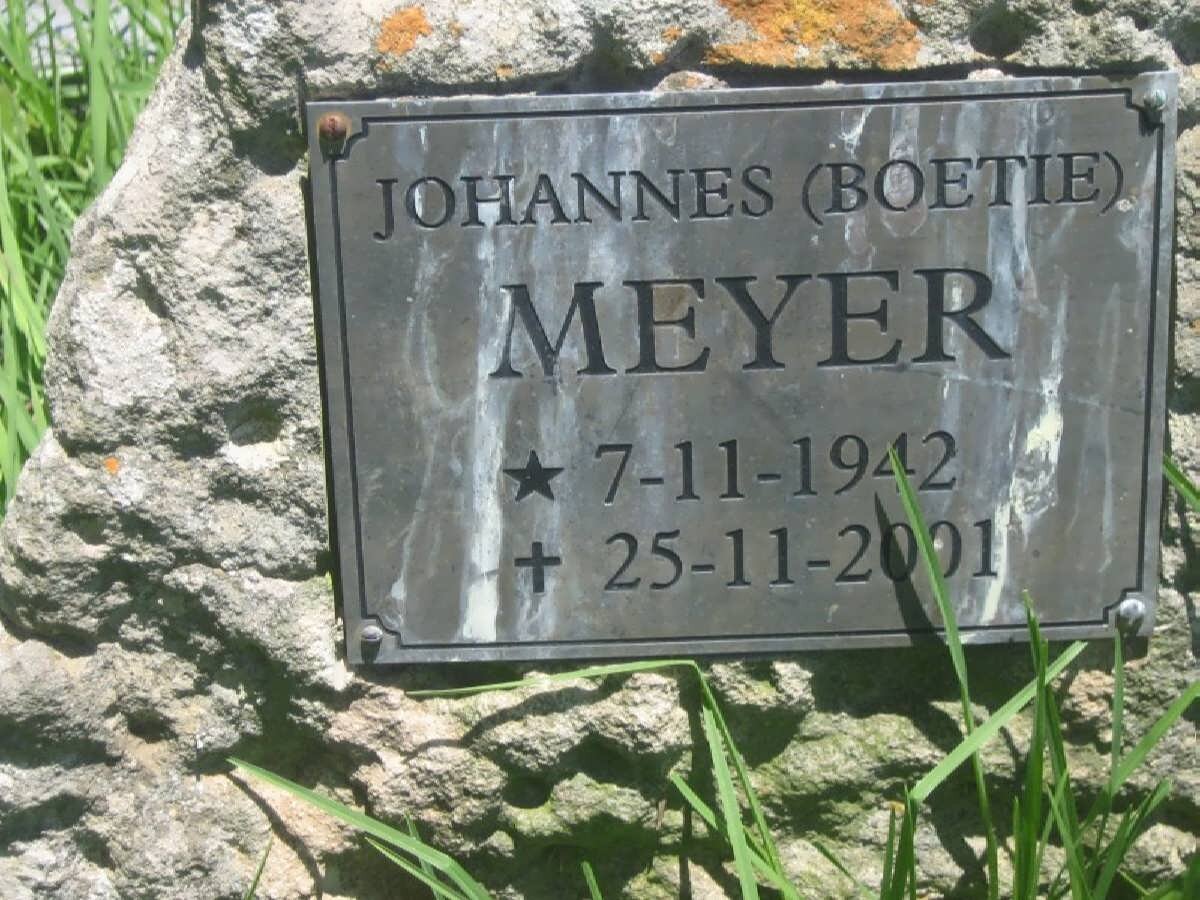 JOHANNES (BOETIE)
MEYER
★ 7-11-1942
+ 25-11-2001